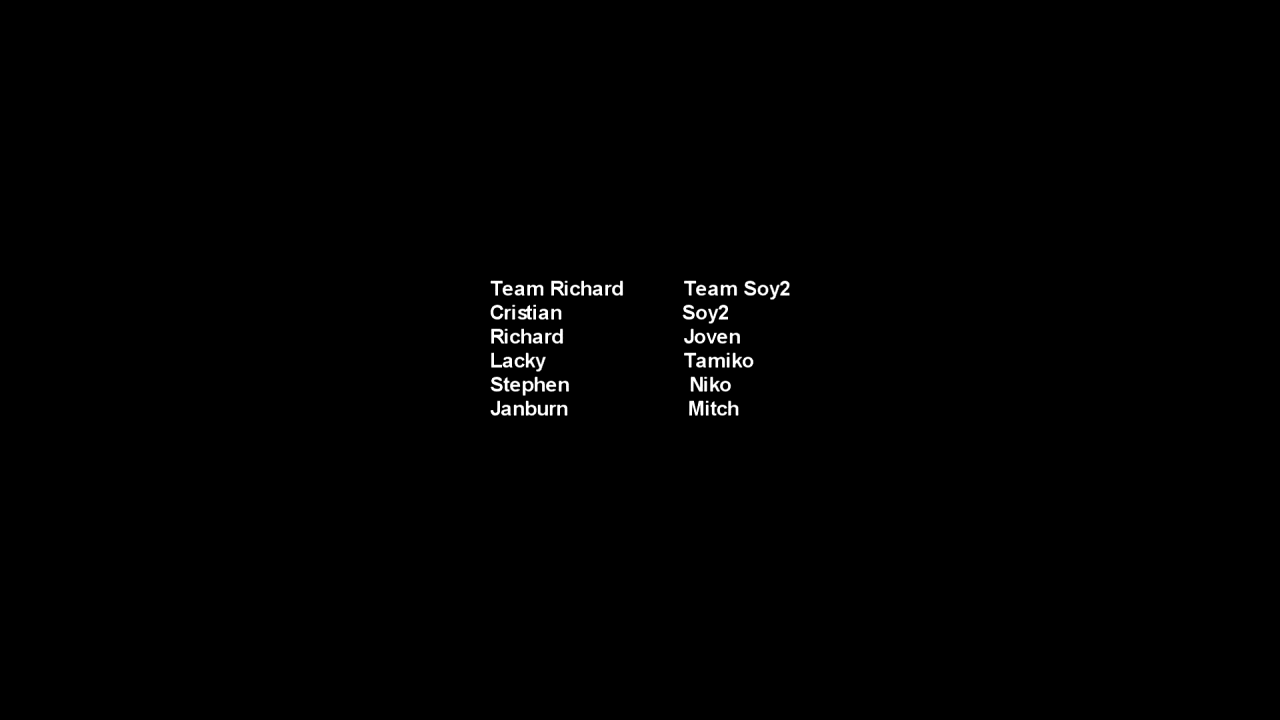 Team Richard Team Soy2
Cristian Soy2
Richard Joven
Lacky Tamiko
Stephen Niko
Janburn Mitch